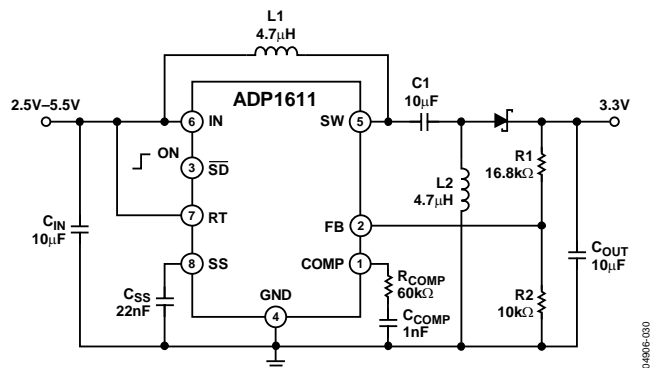 L1
4.7μH
ADP1611
C1
10μF
2.5V–5.5V
6
IN
SW
5
3.3V
ON
3
SD
R1
16.8kΩ
L2
4.7μH
CIN
10μF
7
RT
FB
2
COUT
10μF
8
SS
COMP
1
RCOMP
60kΩ
R2
10kΩ
CSS
22nF
GND
4
CCOMP
1nF
04906-030